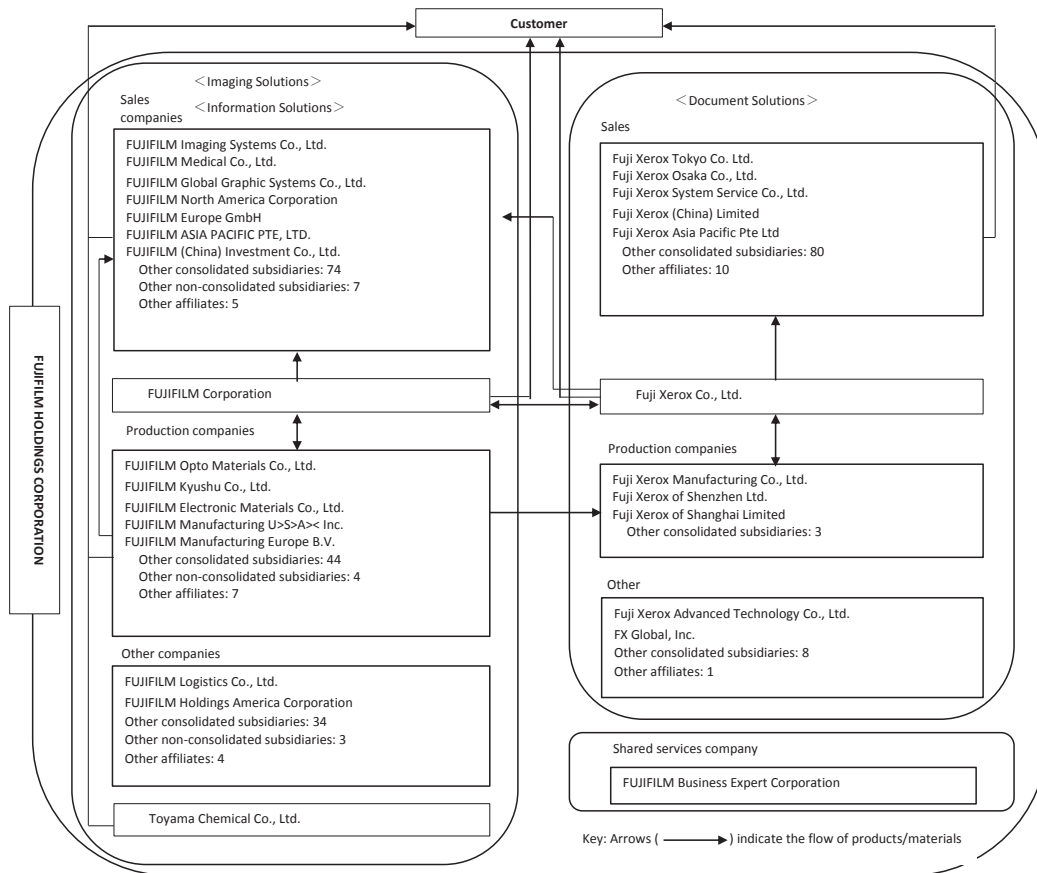 Customer
FUJIFILM HOLDINGS CORPORATION
<Imaging Solutions>
<Information Solutions>
Sales
companies
FUJIFILM Imaging Systems Co., Ltd.
FUJIFILM Medical Co., Ltd.
FUJIFILM Global Graphic Systems Co., Ltd.
FUJIFILM North America Corporation
FUJIFILM Europe GmbH
FUJIFILM ASIA PACIFIC PTE, LTD.
FUJIFILM (China) Investment Co., Ltd.
Other consolidated subsidiaries: 74
Other non-consolidated subsidiaries: 7
Other affiliates: 5
FUJIFILM Corporation
Production companies
FUJIFILM Opto Materials Co., Ltd.
FUJIFILM Kyushu Co., Ltd.
FUJIFILM Electronic Materials Co., Ltd.
FUJIFILM Manufacturing U>S>A>< Inc.
FUJIFILM Manufacturing Europe B.V.
Other consolidated subsidiaries: 44
Other non-consolidated subsidiaries: 4
Other affiliates: 7
Other companies
FUJIFILM Logistics Co., Ltd.
FUJIFILM Holdings America Corporation
Other consolidated subsidiaries: 34
Other non-consolidated subsidiaries: 3
Other affiliates: 4
Toyama Chemical Co., Ltd.
<Document Solutions>
Sales
Fuji Xerox Tokyo Co. Ltd.
Fuji Xerox Osaka Co., Ltd.
Fuji Xerox System Service Co., Ltd.
Fuji Xerox (China) Limited
Fuji Xerox Asia Pacific Pte Ltd
Other consolidated subsidiaries: 80
Other affiliates: 10
Fuji Xerox Co., Ltd.
Production companies
Fuji Xerox Manufacturing Co., Ltd.
Fuji Xerox of Shenzhen Ltd.
Fuji Xerox of Shanghai Limited
Other consolidated subsidiaries: 3
Other
Fuji Xerox Advanced Technology Co., Ltd.
FX Global, Inc.
Other consolidated subsidiaries: 8
Other affiliates: 1
Shared services company
FUJIFILM Business Expert Corporation
Key: Arrows ( ) indicate the flow of products/materials